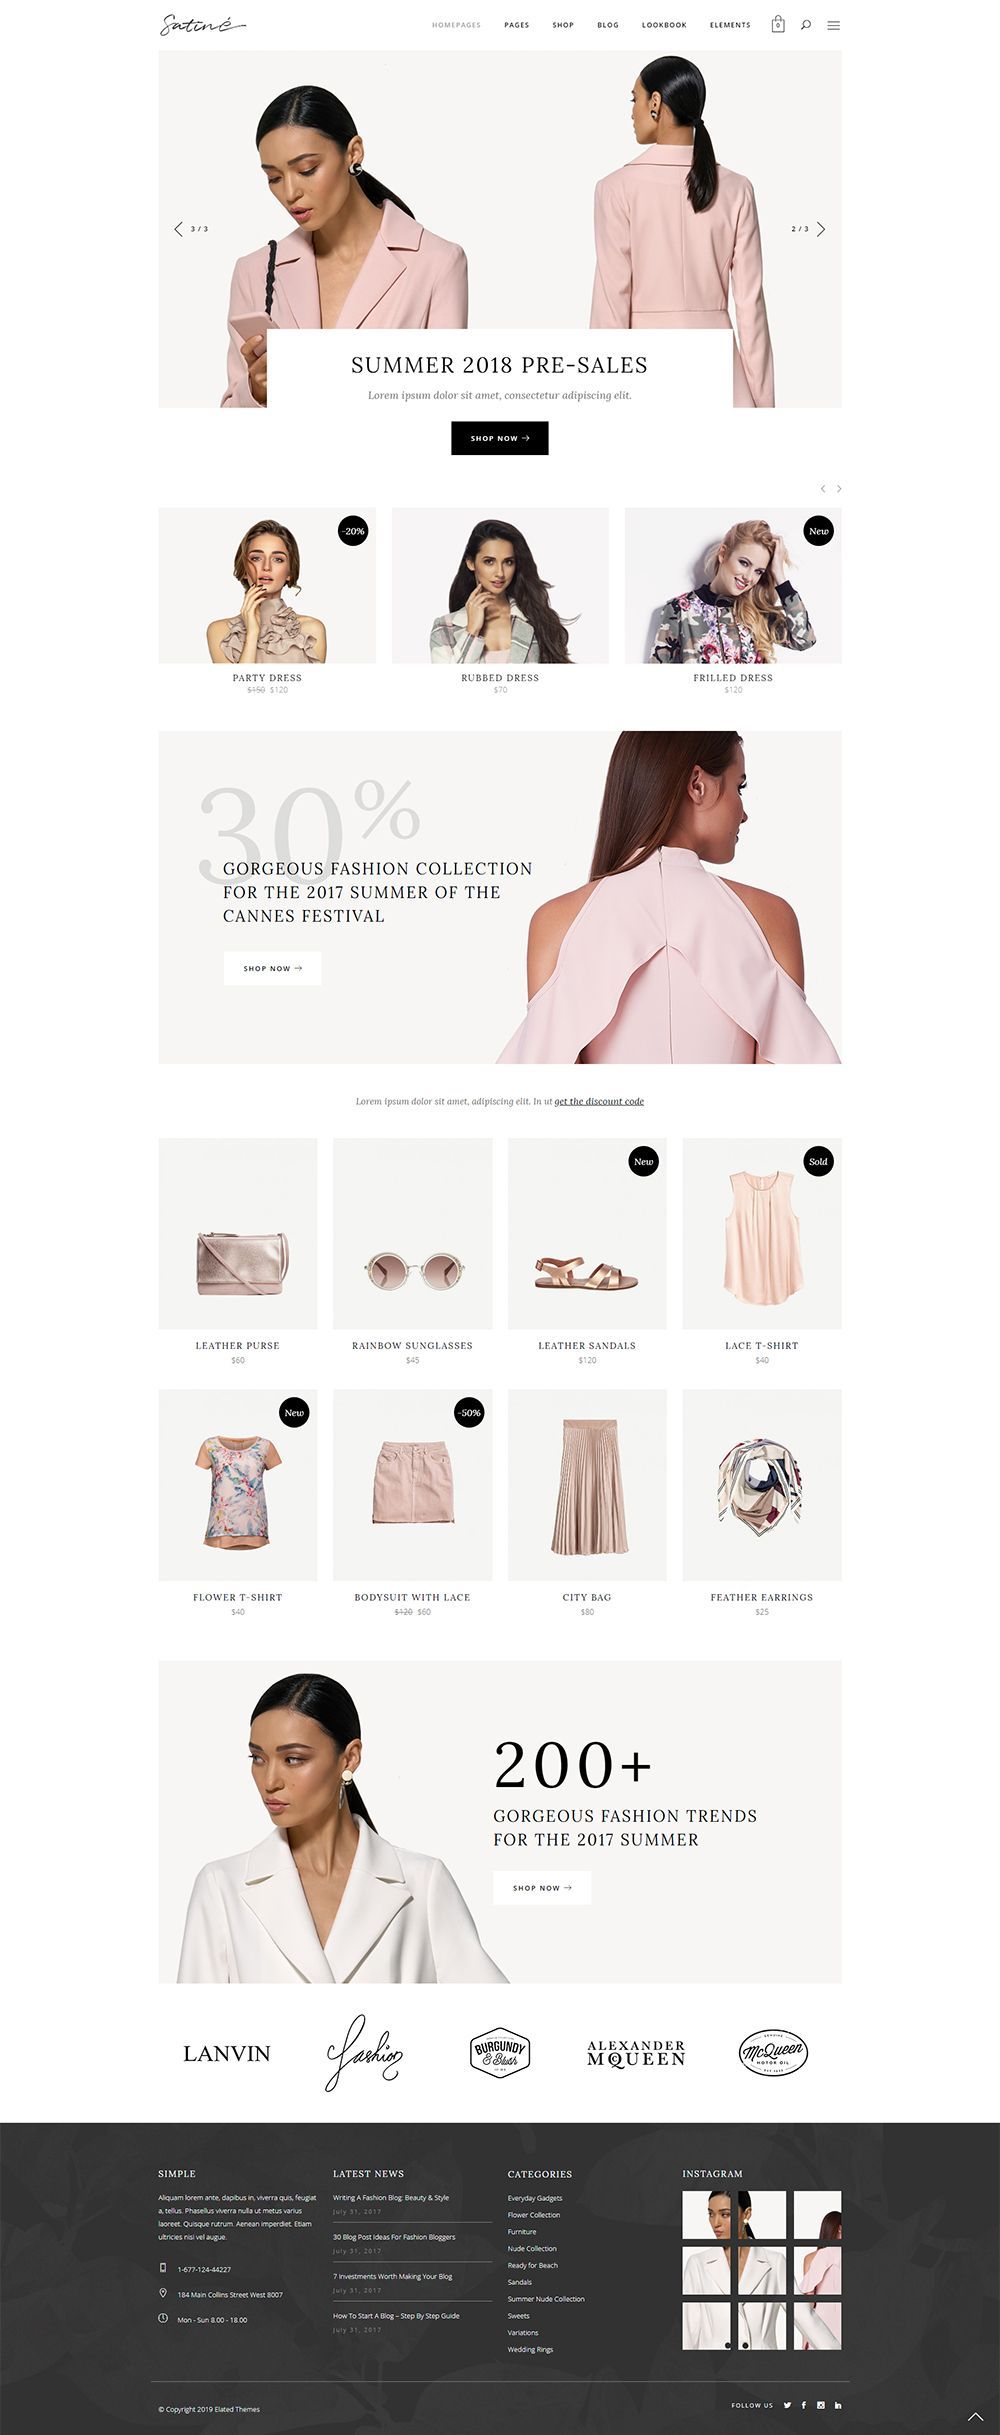 Satiné
HOMEPAGES PAGES SHOP BLOG LOOKBOOK ELEMENTS 0
3 / 3
2 / 3
SUMMER 2018 PRE-SALES
Lorem ipsum dolor sit amet, consectetur adipiscing elit.
SHOP NOW
-20%
New
PARTY DRESS
$150 $120
RUBBED DRESS
$70
FRILLED DRESS
$120
30%
GORGEOUS FASHION COLLECTION
FOR THE 2017 SUMMER OF THE
CANNES FESTIVAL
SHOP NOW
Lorem ipsum dolor sit amet, adipiscing elit. In ut get the discount code
New
Sold
LEATHER PURSE
$60
RAINBOW SUNGLASSES
$45
LEATHER SANDALS
$120
LACE T-SHIRT
$40
New
-50%
FLOWER T-SHIRT
$40
BODYSUIT WITH LACE
$120 $60
CITY BAG
$80
FEATHER EARRINGS
$25
200+
GORGEOUS FASHION TRENDS
FOR THE 2017 SUMMER
SHOP NOW
LANVIN
Fashion
BURGUNDY
& Blush
ALEXANDER
McQUEEN
GENUINE
McQueen
MOTOR OIL
SIMPLE
Aliquam lorem ante, dapibus in, viverra quis, feugiat
a, tellus. Phasellus viverra nulla ut metus varius
laoreet. Quisque rutrum. Aenean imperdiet. Etiam
ultricies nisi vel augue.
1-677-124-44227
184 Main Collins Street West 8007
Mon - Sun 8.00 - 18.00
LATEST NEWS
Writing A Fashion Blog: Beauty & Style
July 31, 2017
30 Blog Post Ideas For Fashion Bloggers
July 31, 2017
7 Investments Worth Making Your Blog
July 31, 2017
How To Start A Blog – Step By Step Guide
July 31, 2017
CATEGORIES
Everyday Gadgets
Flower Collection
Furniture
Nude Collection
Ready for Beach
Sandals
Summer Nude Collection
Sweets
Variations
Wedding Rings
INSTAGRAM
© Copyright 2019 Elated Themes
FOLLOW US